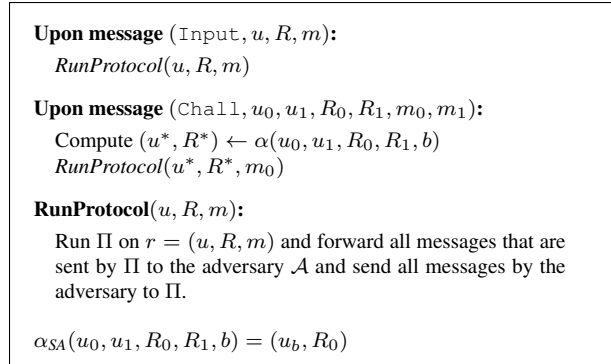 Upon message (Input, u, R, m):
RunProtocol(u, R, m)
Upon message (Chall, u₀, u₁, R₀, R₁, m₀, m₁):
Compute (u*, R*) ← α(u₀, u₁, R₀, R₁, b)
RunProtocol(u*, R*, m₀)
RunProtocol(u, R, m):
Run Π on r = (u, R, m) and forward all messages that are
sent by Π to the adversary 𝒜 and send all messages by the
adversary to Π.
α_SA(u₀, u₁, R₀, R₁, b) = (u_b, R₀)